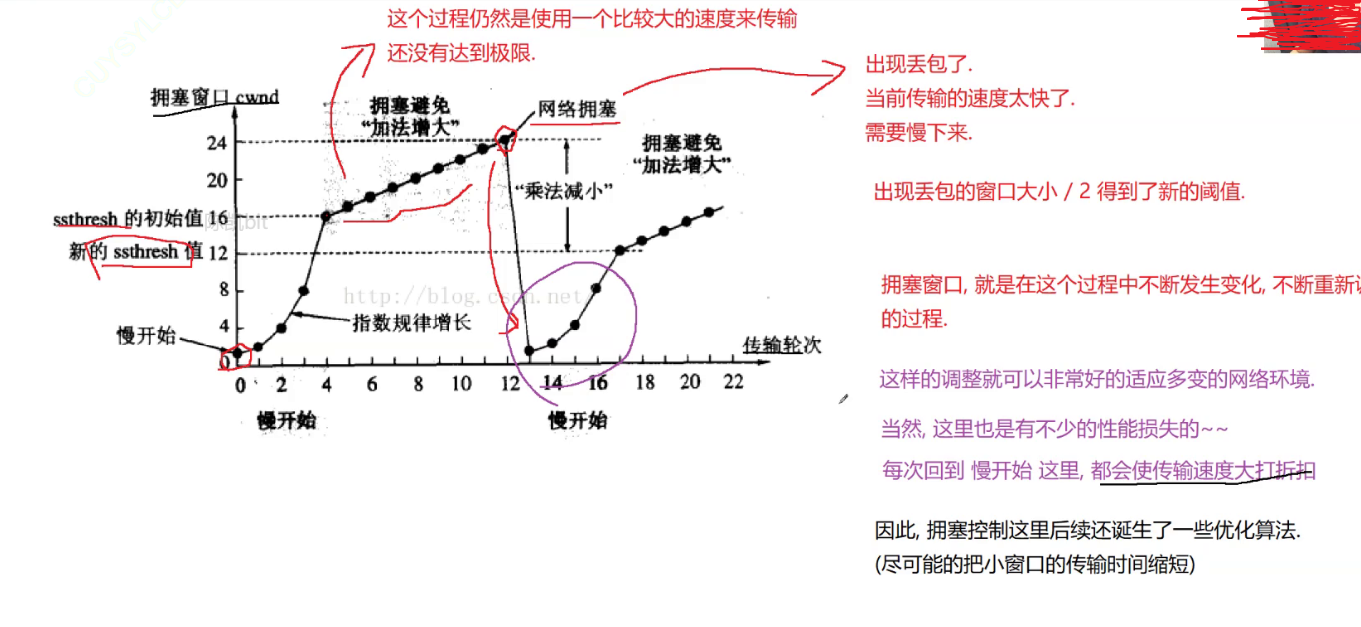 这个过程仍然是使用一个比较大的速度来传输
还没有达到极限.
出现丢包了.
当前传输的速度太快了.
需要慢下来.
拥塞窗口 cwnd
拥塞避免
“加法增大”
网络拥塞
拥塞避免
“加法增大”
24
20
“乘法减小”
出现丢包的窗口大小 / 2 得到了新的阈值.
ssthresh 的初始值 16
新的 ssthresh 值 12
拥塞窗口, 就是在这个过程中不断发生变化, 不断重新
的过程.
8
http://blog.csdn.net/
指数规律增长
4
慢开始
传输轮次
0
0 2 4 6 8 10 12 14 16 18 20 22
慢开始
慢开始
这样的调整就可以非常好的适应多变的网络环境.
当然, 这里也是有不少的性能损失的~~
每次回到 慢开始 这里, 都会使传输速度大打折扣
因此, 拥塞控制这里后续还诞生了一些优化算法.
(尽可能的把小窗口的传输时间缩短)